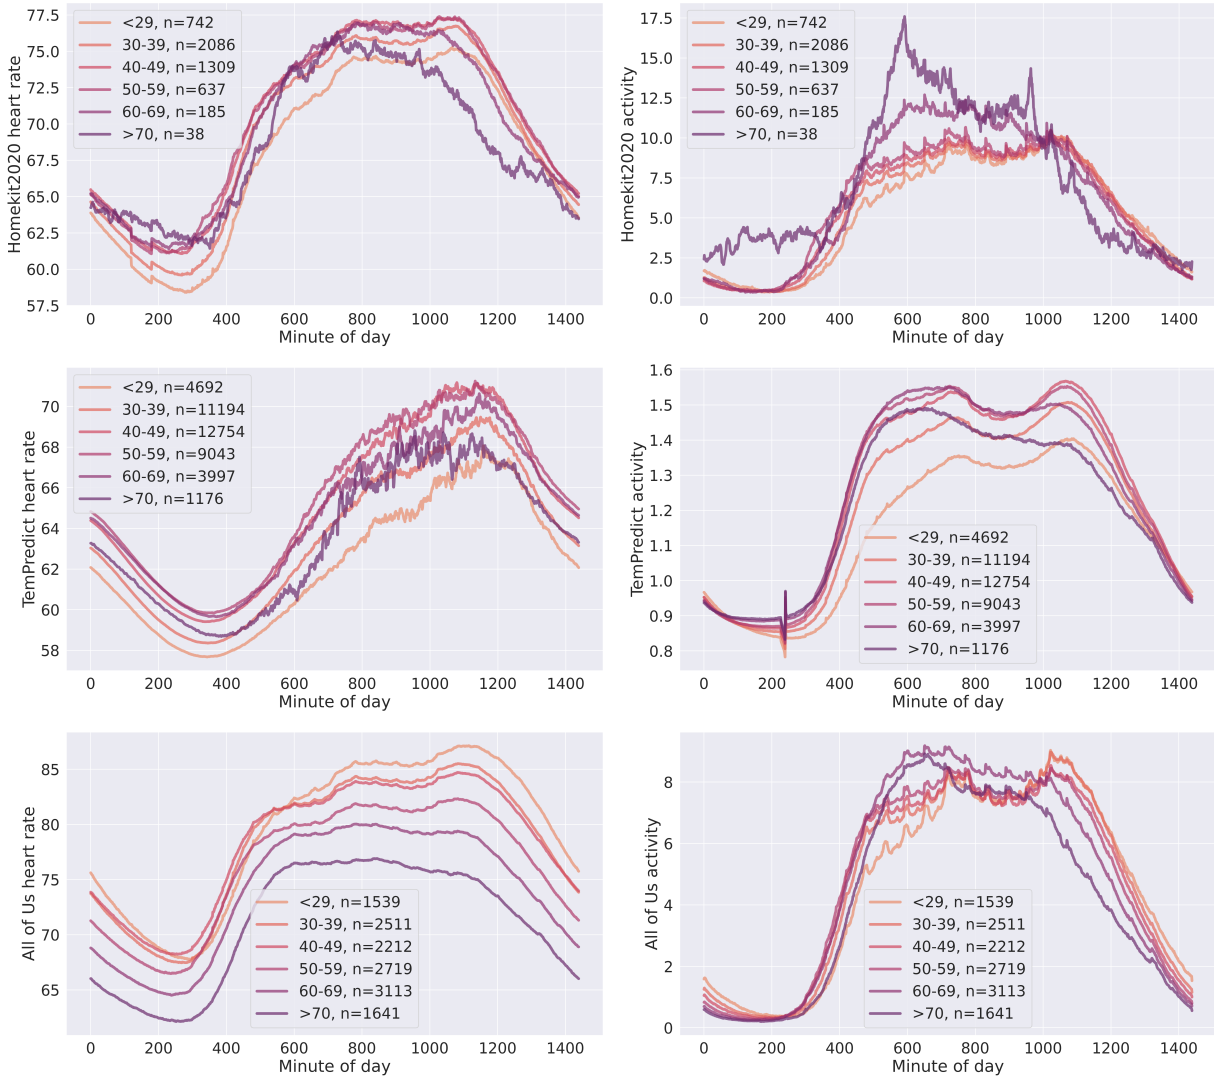 Homekit2020 heart rate
77.5
75.0
72.5
70.0
67.5
65.0
62.5
60.0
57.5
<29, n=742
30-39, n=2086
40-49, n=1309
50-59, n=637
60-69, n=185
>70, n=38
0 200 400 600 800 1000 1200 1400
Minute of day
Homekit2020 activity
17.5
15.0
12.5
10.0
7.5
5.0
2.5
0.0
<29, n=742
30-39, n=2086
40-49, n=1309
50-59, n=637
60-69, n=185
>70, n=38
0 200 400 600 800 1000 1200 1400
Minute of day
TemPredict heart rate
70
68
66
64
62
60
58
<29, n=4692
30-39, n=11194
40-49, n=12754
50-59, n=9043
60-69, n=3997
>70, n=1176
0 200 400 600 800 1000 1200 1400
Minute of day
TemPredict activity
1.6
1.5
1.4
1.3
1.2
1.1
1.0
0.9
0.8
<29, n=4692
30-39, n=11194
40-49, n=12754
50-59, n=9043
60-69, n=3997
>70, n=1176
0 200 400 600 800 1000 1200 1400
Minute of day
All of Us heart rate
85
80
75
70
65
<29, n=1539
30-39, n=2511
40-49, n=2212
50-59, n=2719
60-69, n=3113
>70, n=1641
0 200 400 600 800 1000 1200 1400
Minute of day
All of Us activity
8
6
4
2
0
<29, n=1539
30-39, n=2511
40-49, n=2212
50-59, n=2719
60-69, n=3113
>70, n=1641
0 200 400 600 800 1000 1200 1400
Minute of day